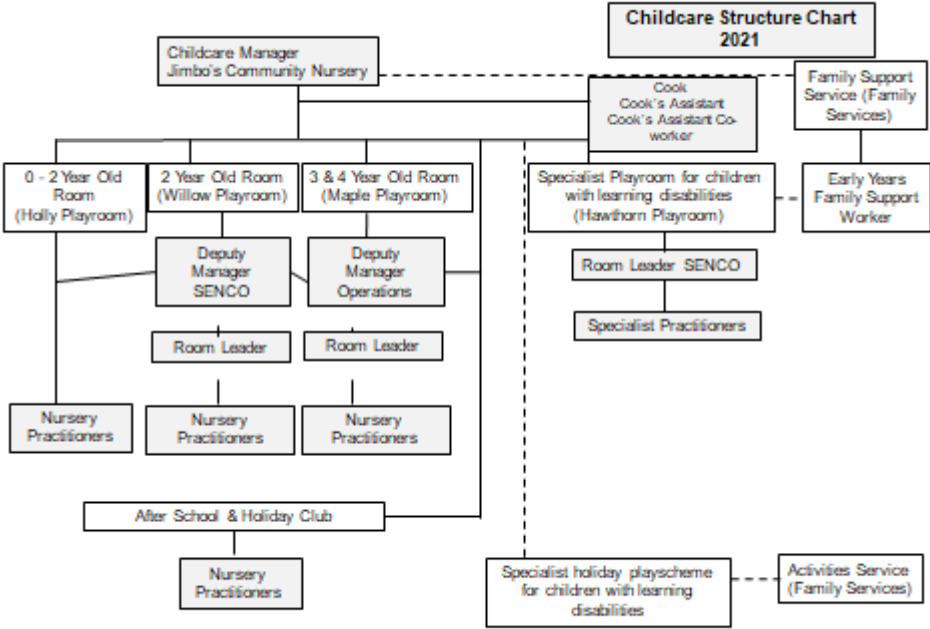 Childcare Structure Chart
2021
Childcare Manager
Jimbo's Community Nursery
Cook
Cook's Assistant
Cook's Assistant Co-
worker
Family Support
Service (Family
Services)
0 - 2 Year Old
Room
(Holly Playroom)
2 Year Old Room
(Willow Playroom)
3 & 4 Year Old Room
(Maple Playroom)
Specialist Playroom for children
with learning disabilities
(Hawthorn Playroom)
Early Years
Family Support
Worker
Deputy
Manager
SENCO
Deputy
Manager
Operations
Room Leader SENCO
Specialist Practitioners
Room Leader
Room Leader
Nursery
Practitioners
Nursery
Practitioners
Nursery
Practitioners
After School & Holiday Club
Nursery
Practitioners
Specialist holiday playscheme
for children with learning
disabilities
Activities Service
(Family Services)